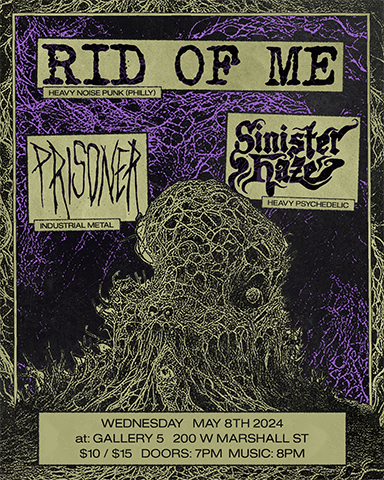 RID OF ME
HEAVY NOISE PUNK (PHILLY)
PRISONER
INDUSTRIAL METAL
Sinister
Haze
HEAVY PSYCHEDELIC
WEDNESDAY MAY 8TH 2024
at: GALLERY 5 200 W MARSHALL ST
$10 / $15 DOORS: 7PM MUSIC: 8PM